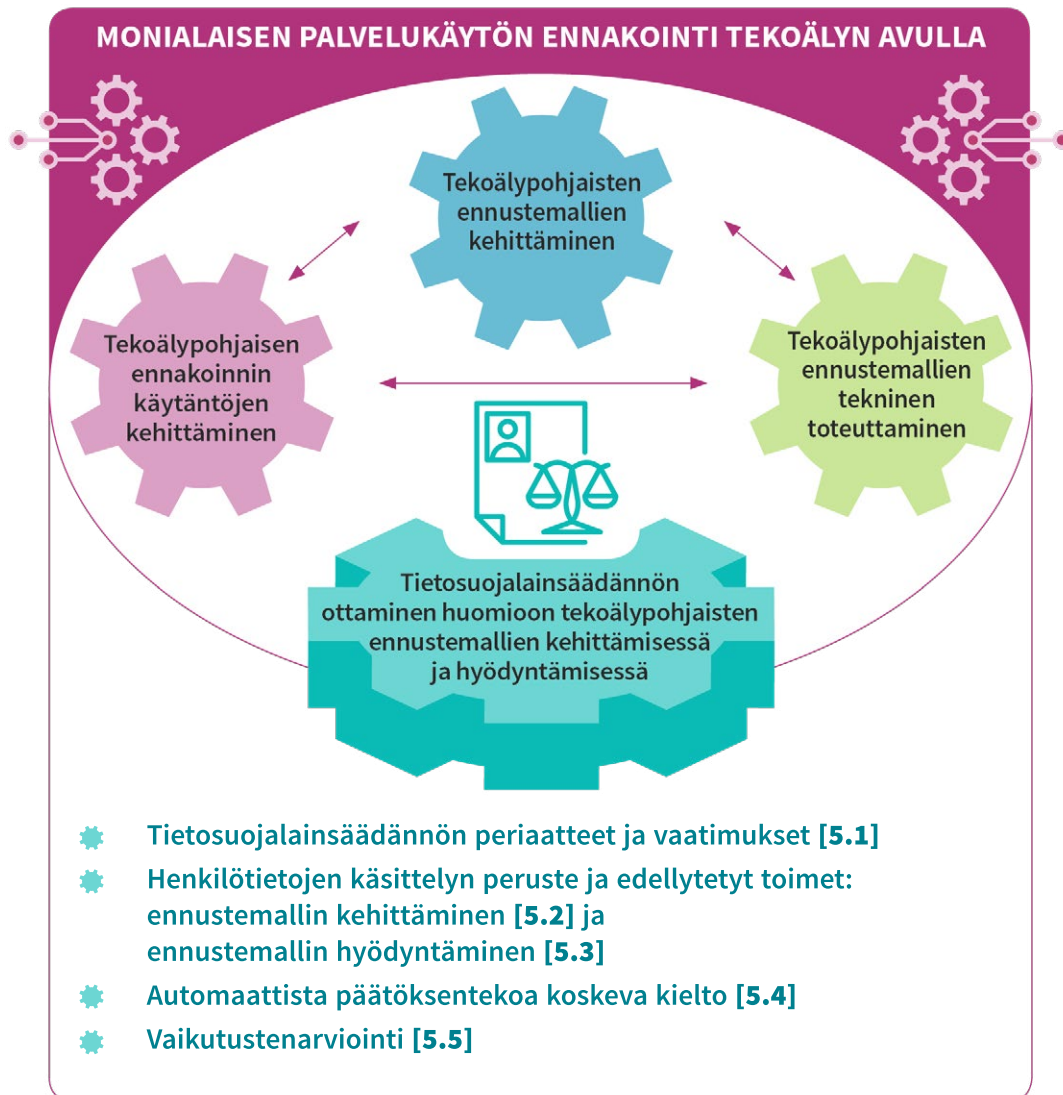 MONIALAISEN PALVELUKÄYTÖN ENNAKOINTI TEKOÄLYN AVULLA
Tekoälypohjaisten
ennustemallien
kehittäminen
Tekoälypohjaisen
ennakoinnin
käytäntöjen
kehittäminen
Tekoälypohjaisten
ennustemallien
tekninen
toteuttaminen
Tietosuojalainsäädännön
ottaminen huomioon tekoälypohjaisten
ennustemallien kehittämisessä
ja hyödyntämisessä
Tietosuojalainsäädännön periaatteet ja vaatimukset [5.1]
Henkilötietojen käsittelyn peruste ja edellytetyt toimet:
ennustemallin kehittäminen [5.2] ja
ennustemallin hyödyntäminen [5.3]
Automaattista päätöksentekoa koskeva kielto [5.4]
Vaikutustenarviointi [5.5]